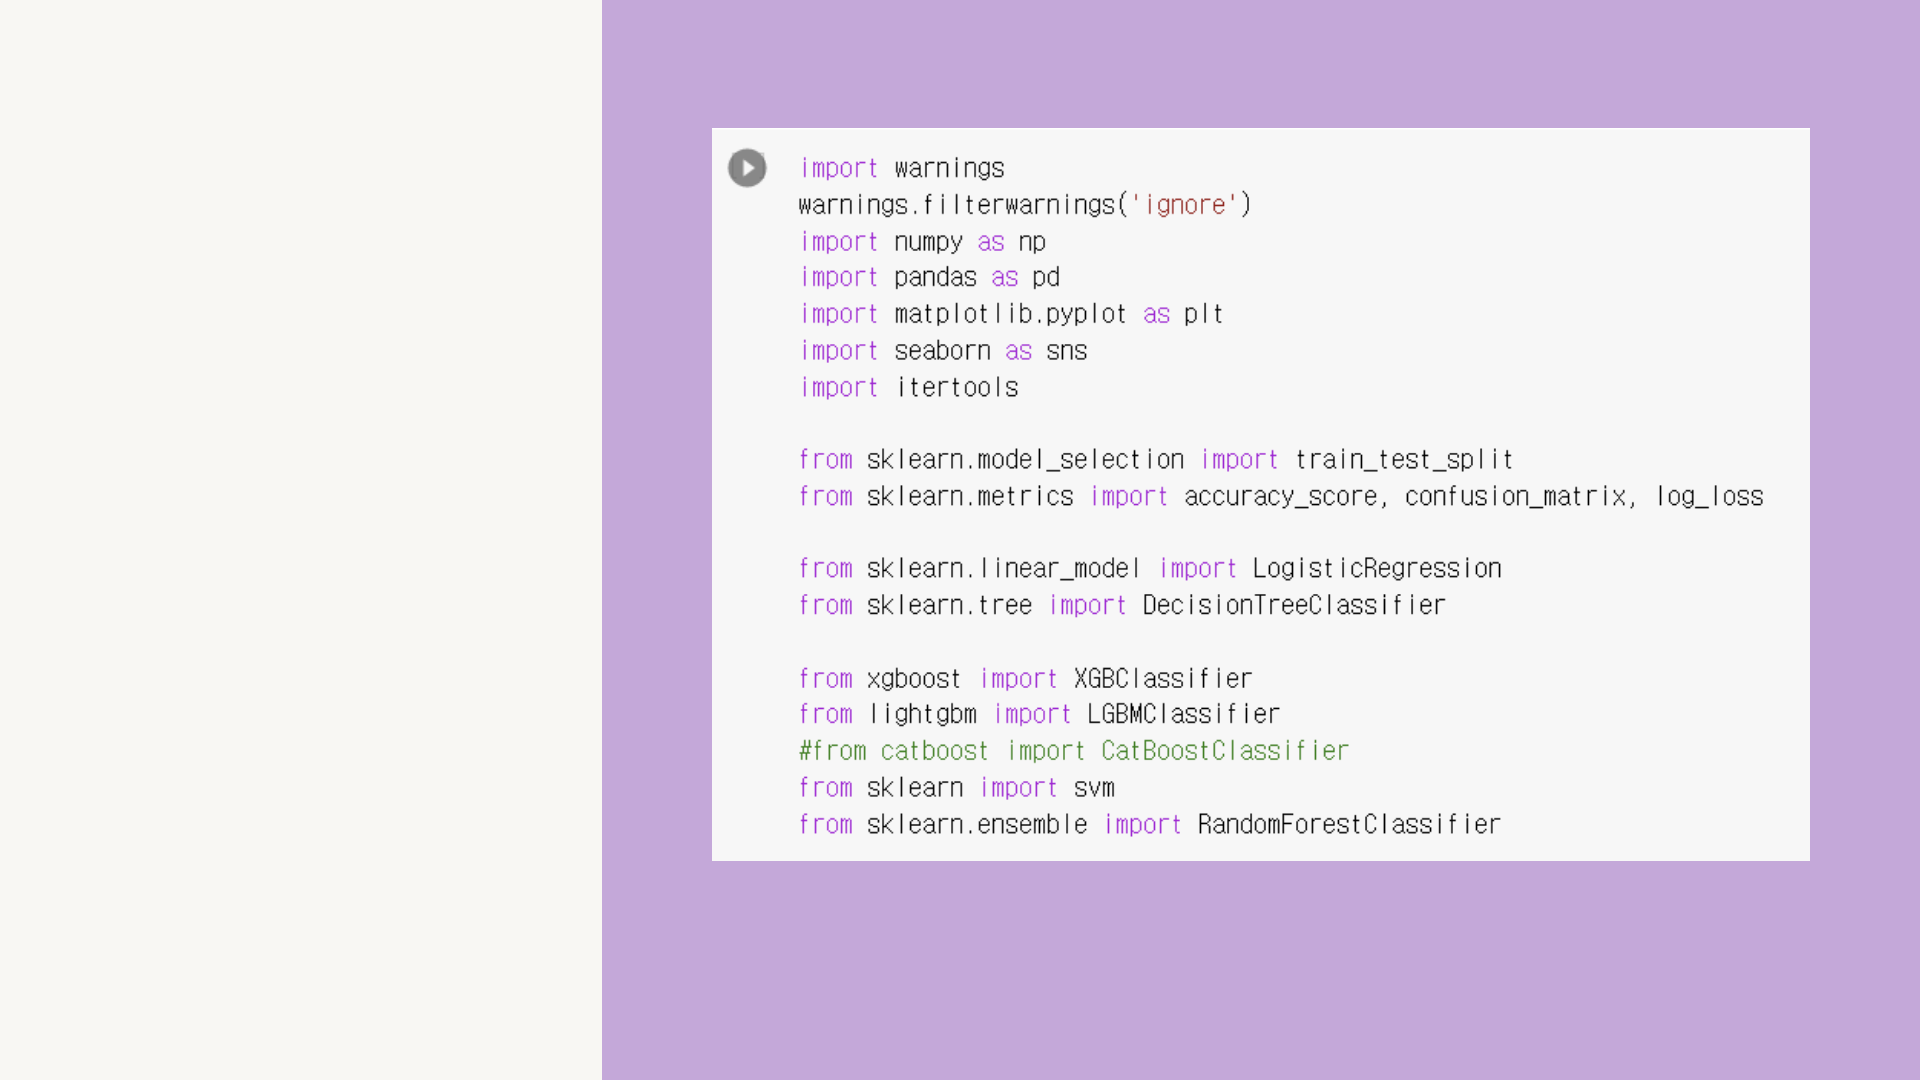 import warnings
warnings.filterwarnings('ignore')
import numpy as np
import pandas as pd
import matplotlib.pyplot as plt
import seaborn as sns
import itertools
from sklearn.model_selection import train_test_split
from sklearn.metrics import accuracy_score, confusion_matrix, log_loss
from sklearn.linear_model import LogisticRegression
from sklearn.tree import DecisionTreeClassifier
from xgboost import XGBClassifier
from lightgbm import LGBMClassifier
#from catboost import CatBoostClassifier
from sklearn import svm
from sklearn.ensemble import RandomForestClassifier